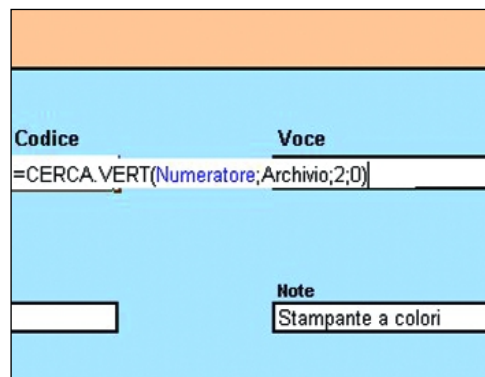 Codice Voce
=CERCA.VERT(Numeratore;Archivio;2;0)
Note
Stampante a colori